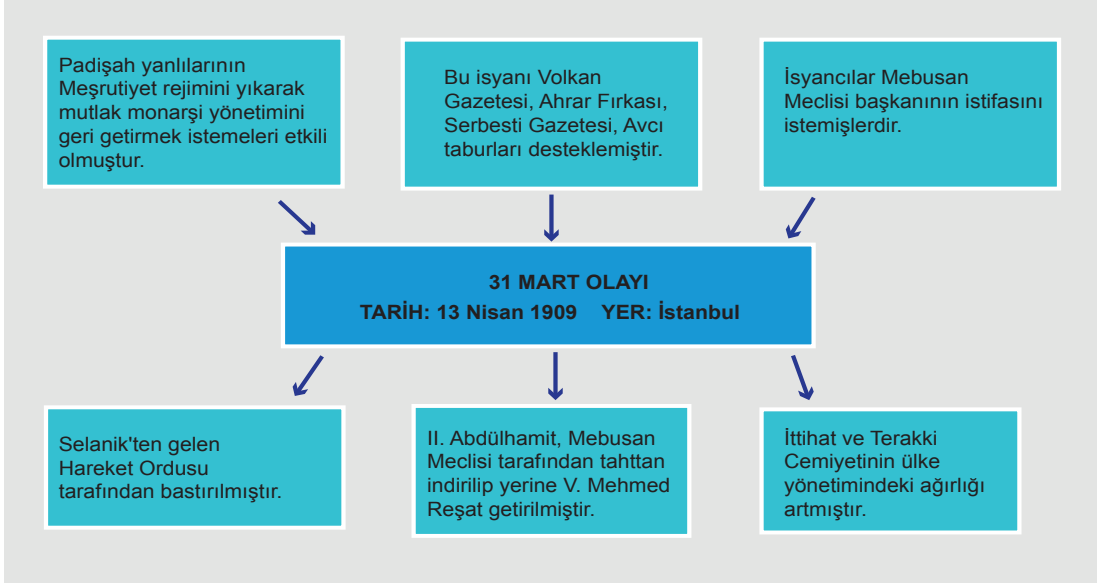 Padişah yanlılarının
Meşrutiyet rejimini yıkarak
mutlak monarşi yönetimini
geri getirmek istemeleri etkili
olmuştur.
Bu isyanı Volkan
Gazetesi, Ahrar Fırkası,
Serbesti Gazetesi, Avcı
taburları desteklemiştir.
İsyancılar Mebusan
Meclisi başkanının istifasını
istemişlerdir.
31 MART OLAYI
TARİH: 13 Nisan 1909 YER: İstanbul
Selanik'ten gelen
Hareket Ordusu
tarafından bastırılmıştır.
II. Abdülhamit, Mebusan
Meclisi tarafından tahttan
indirilip yerine V. Mehmed
Reşat getirilmiştir.
İttihat ve Terakki
Cemiyetinin ülke
yönetimindeki ağırlığı
artmıştır.